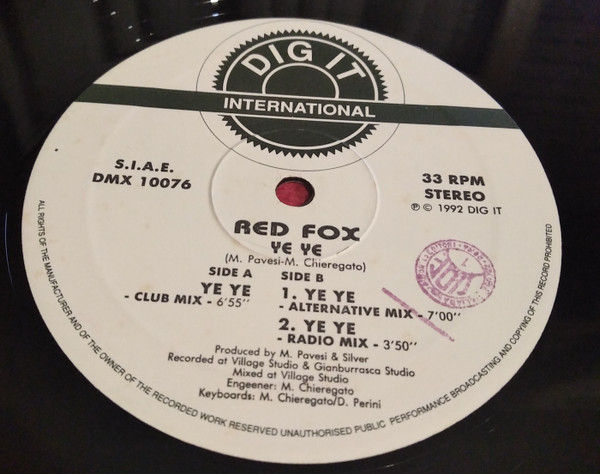 DIG IT
INTERNATIONAL
S.I.A.E.
DMX 10076
33 RPM
STEREO
℗ © 1992 DIG IT
RED FOX
YE YE
(M. Pavesi-M. Chieregato)
SIDE A
YE YE
- CLUB MIX - 6'55''
SIDE B
1. YE YE
- ALTERNATIVE MIX - 7'00''
2. YE YE
- RADIO MIX - 3'50''
Produced by M. Pavesi & Silver
Recorded at Village Studio & Gianburrasca Studio
Mixed at Village Studio
Engeener: M. Chieregato
Keyboards: M. Chieregato/D. Perini
ALL RIGHTS OF THE MANUFACTURER AND OF THE OWNER OF THE RECORDED WORK RESERVED UNAUTHORISED PUBLIC PERFORMANCE BROADCASTING AND COPYING OF THIS RECORD PROHIBITED